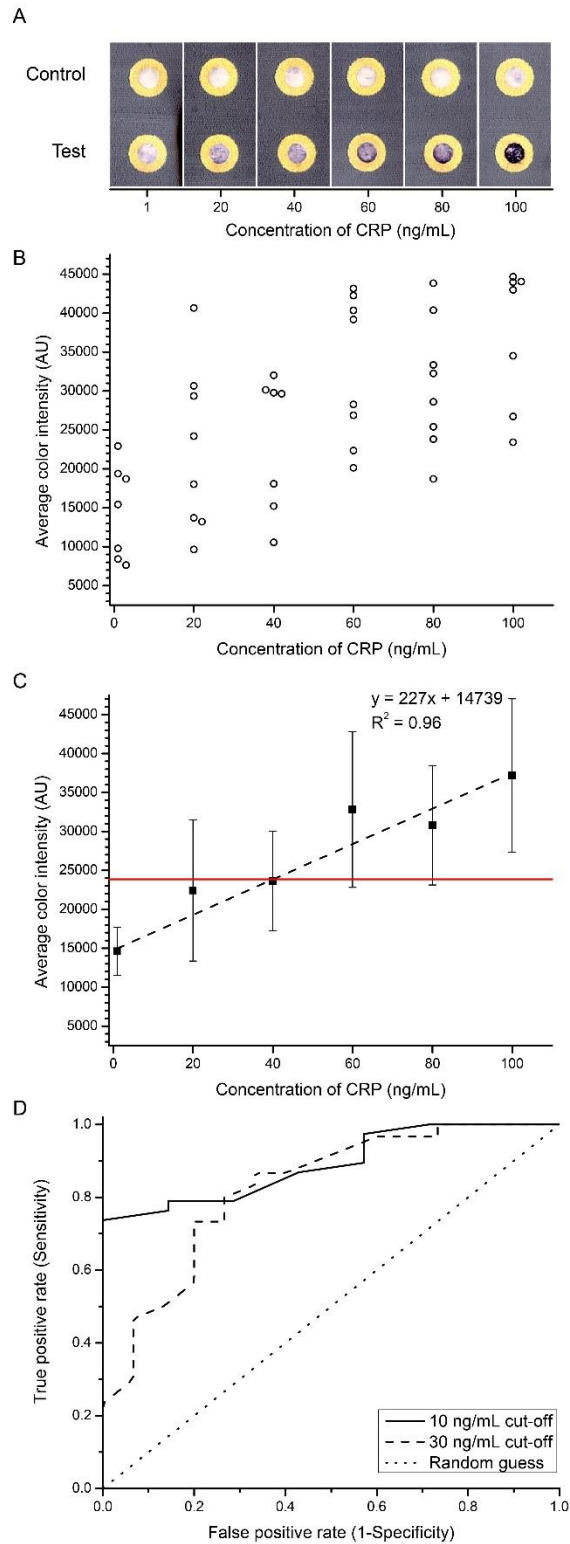 A
Control
Test
1 20 40 60 80 100
Concentration of CRP (ng/mL)
B
45000
40000
35000
30000
25000
20000
15000
10000
5000
Average color intensity (AU)
0 20 40 60 80 100
Concentration of CRP (ng/mL)
C
y = 227x + 14739
R² = 0.96
45000
40000
35000
30000
25000
20000
15000
10000
5000
Average color intensity (AU)
0 20 40 60 80 100
Concentration of CRP (ng/mL)
D
1.0
0.8
0.6
0.4
0.2
0.0
True positive rate (Sensitivity)
10 ng/mL cut-off
30 ng/mL cut-off
Random guess
0.0 0.2 0.4 0.6 0.8 1.0
False positive rate (1-Specificity)